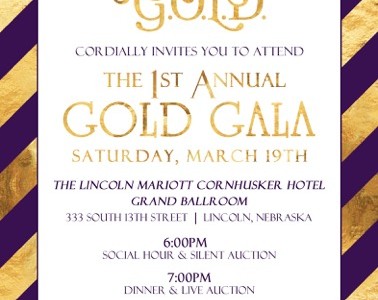 G.O.L.D.
CORDIALLY INVITES YOU TO ATTEND
THE 1ST ANNUAL
GOLD GALA
SATURDAY, MARCH 19TH
THE LINCOLN MARIOTT CORNHUSKER HOTEL
GRAND BALLROOM
333 SOUTH 13TH STREET | LINCOLN, NEBRASKA
6:00PM
SOCIAL HOUR & SILENT AUCTION
7:00PM
DINNER & LIVE AUCTION